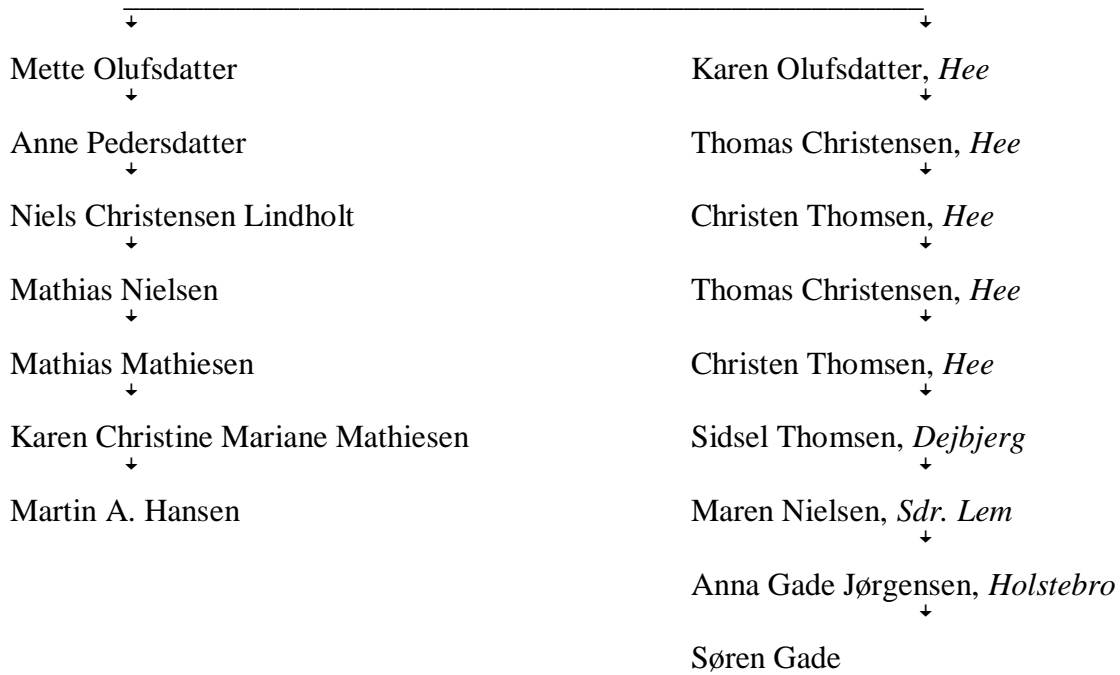 Mette Olufsdatter Karen Olufsdatter, Hee
Anne Pedersdatter Thomas Christensen, Hee
Niels Christensen Lindholt Christen Thomsen, Hee
Mathias Nielsen Thomas Christensen, Hee
Mathias Mathiesen Christen Thomsen, Hee
Karen Christine Mariane Mathiesen Sidsel Thomsen, Dejbjerg
Martin A. Hansen Maren Nielsen, Sdr. Lem
Anna Gade Jørgensen, Holstebro
Søren Gade